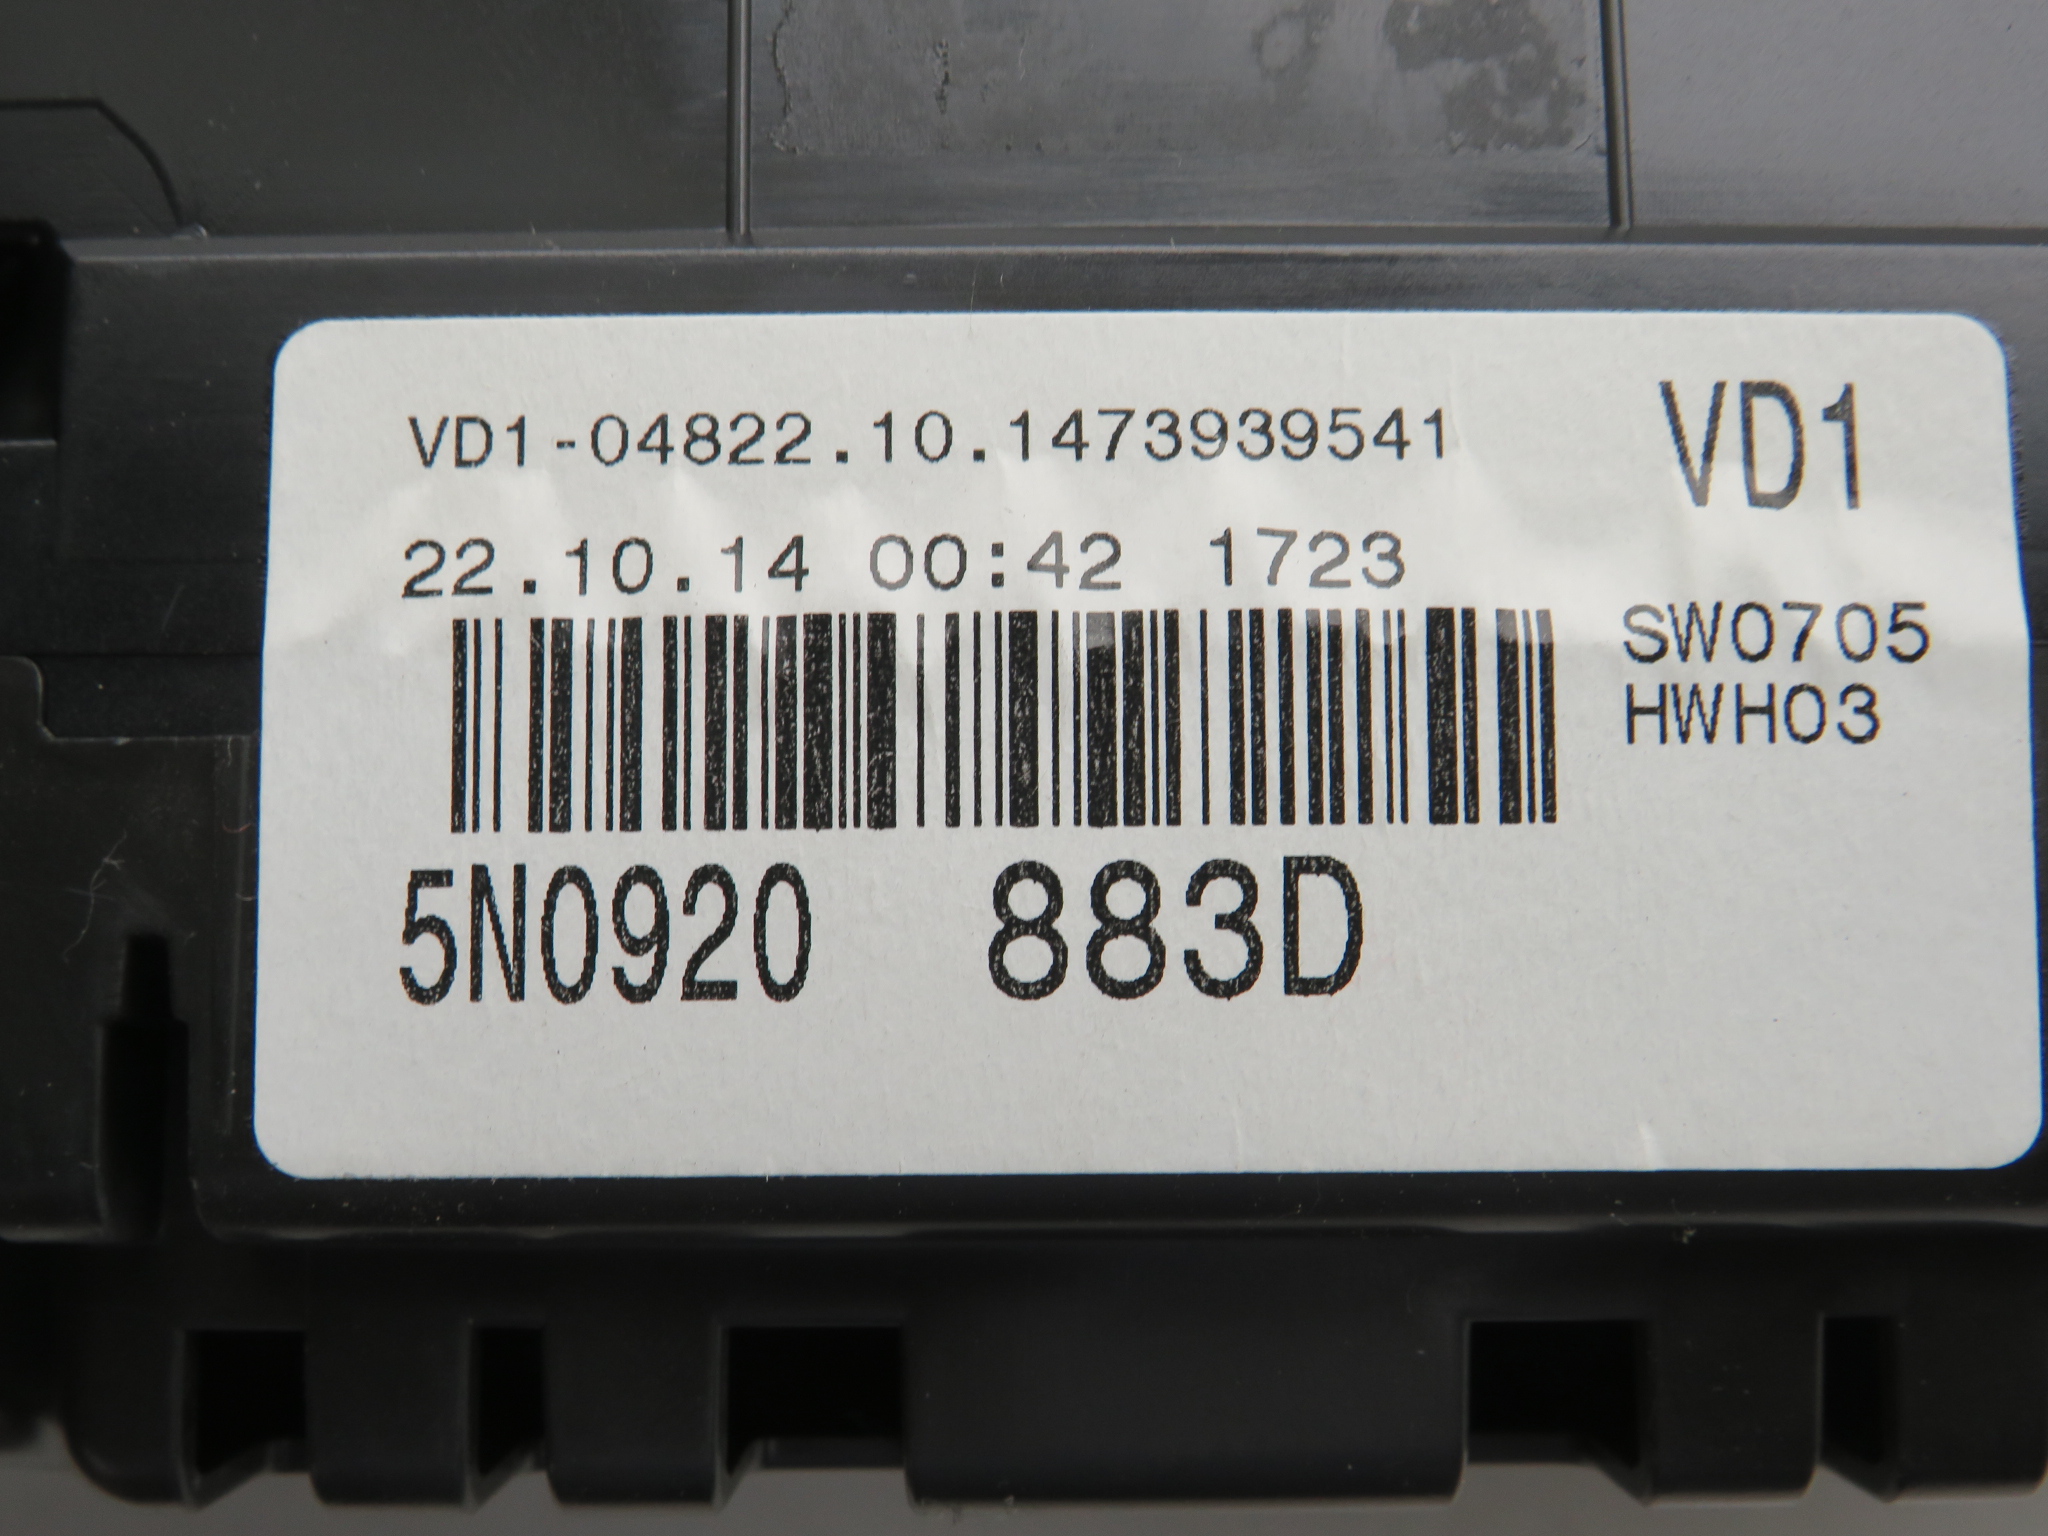 VD1-04822.10.1473939541
VD1
22.10.14 00:42 1723
SW0705
HWH03
5N0920 883D